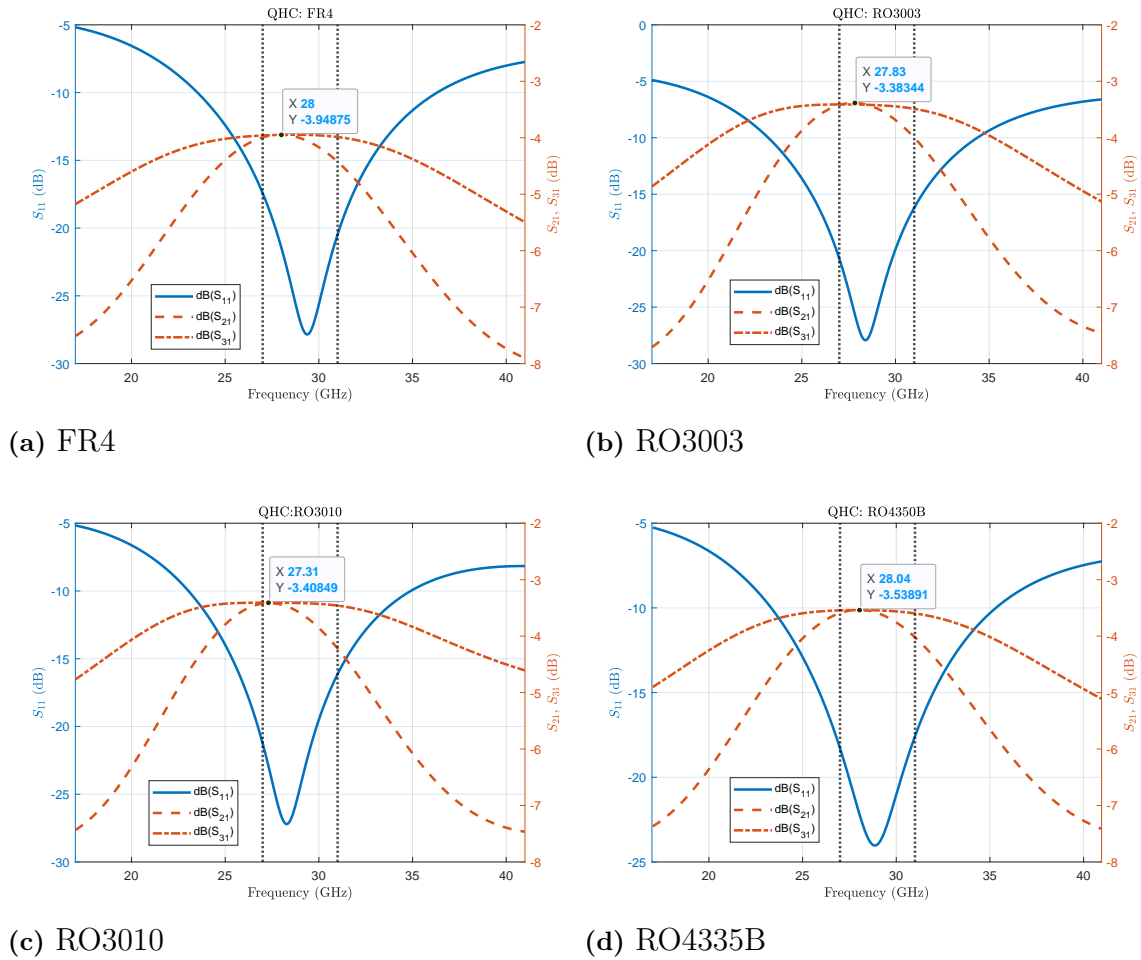 QHC: FR4
-5
-10
-15
-20
-25
-30
S11 (dB)
-2
-3
-4
-5
-6
-7
-8
S21, S31 (dB)
X 28
Y -3.94875
dB(S11)
dB(S21)
dB(S31)
20
25
30
35
40
Frequency (GHz)
(a) FR4
QHC: RO3003
0
-5
-10
-15
-20
-25
-30
S11 (dB)
-2
-3
-4
-5
-6
-7
-8
S21, S31 (dB)
X 27.83
Y -3.38344
dB(S11)
dB(S21)
dB(S31)
20
25
30
35
40
Frequency (GHz)
(b) RO3003
QHC:RO3010
-5
-10
-15
-20
-25
-30
S11 (dB)
-2
-3
-4
-5
-6
-7
-8
S21, S31 (dB)
X 27.31
Y -3.40849
dB(S11)
dB(S21)
dB(S31)
20
25
30
35
40
Frequency (GHz)
(c) RO3010
QHC: RO4350B
-5
-10
-15
-20
-25
S11 (dB)
-2
-3
-4
-5
-6
-7
-8
S21, S31 (dB)
X 28.04
Y -3.53891
dB(S11)
dB(S21)
dB(S31)
20
25
30
35
40
Frequency (GHz)
(d) RO4335B